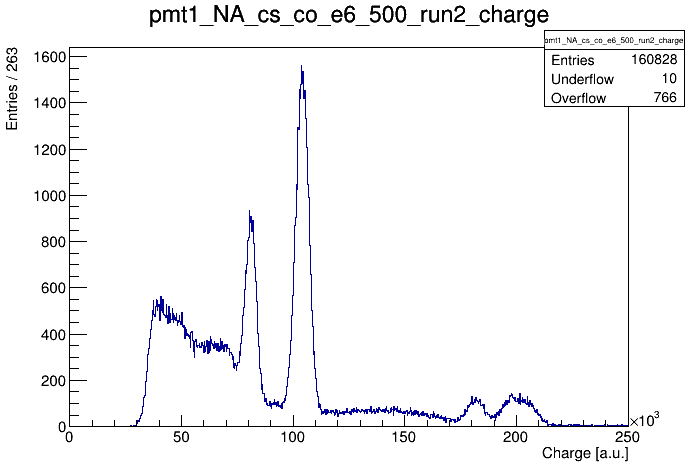 pmt1_NA_cs_co_e6_500_run2_charge
pmt1_NA_cs_co_e6_500_run2_charge
Entries 160828
Underflow 10
Overflow 766
Entries / 263
1600
1400
1200
1000
800
600
400
200
0
0 50 100 150 200 250
×10³
Charge [a.u.]